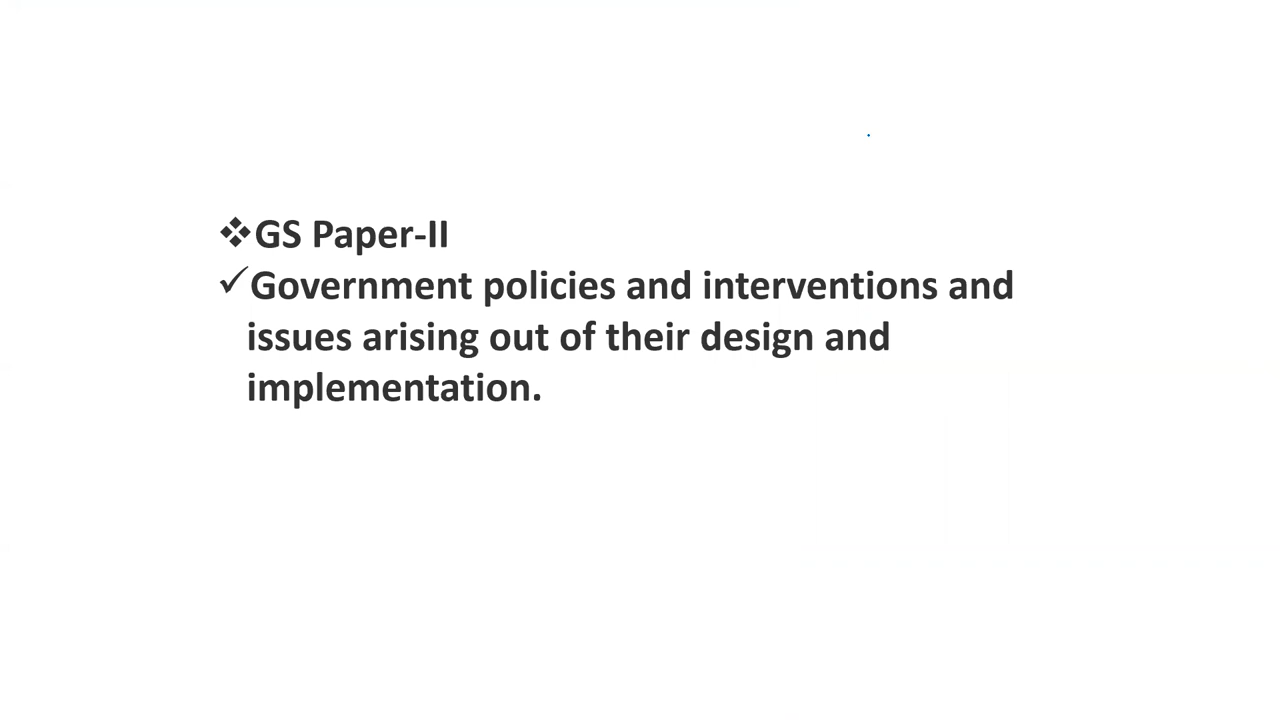 ❖GS Paper-II
✓Government policies and interventions and
issues arising out of their design and
implementation.